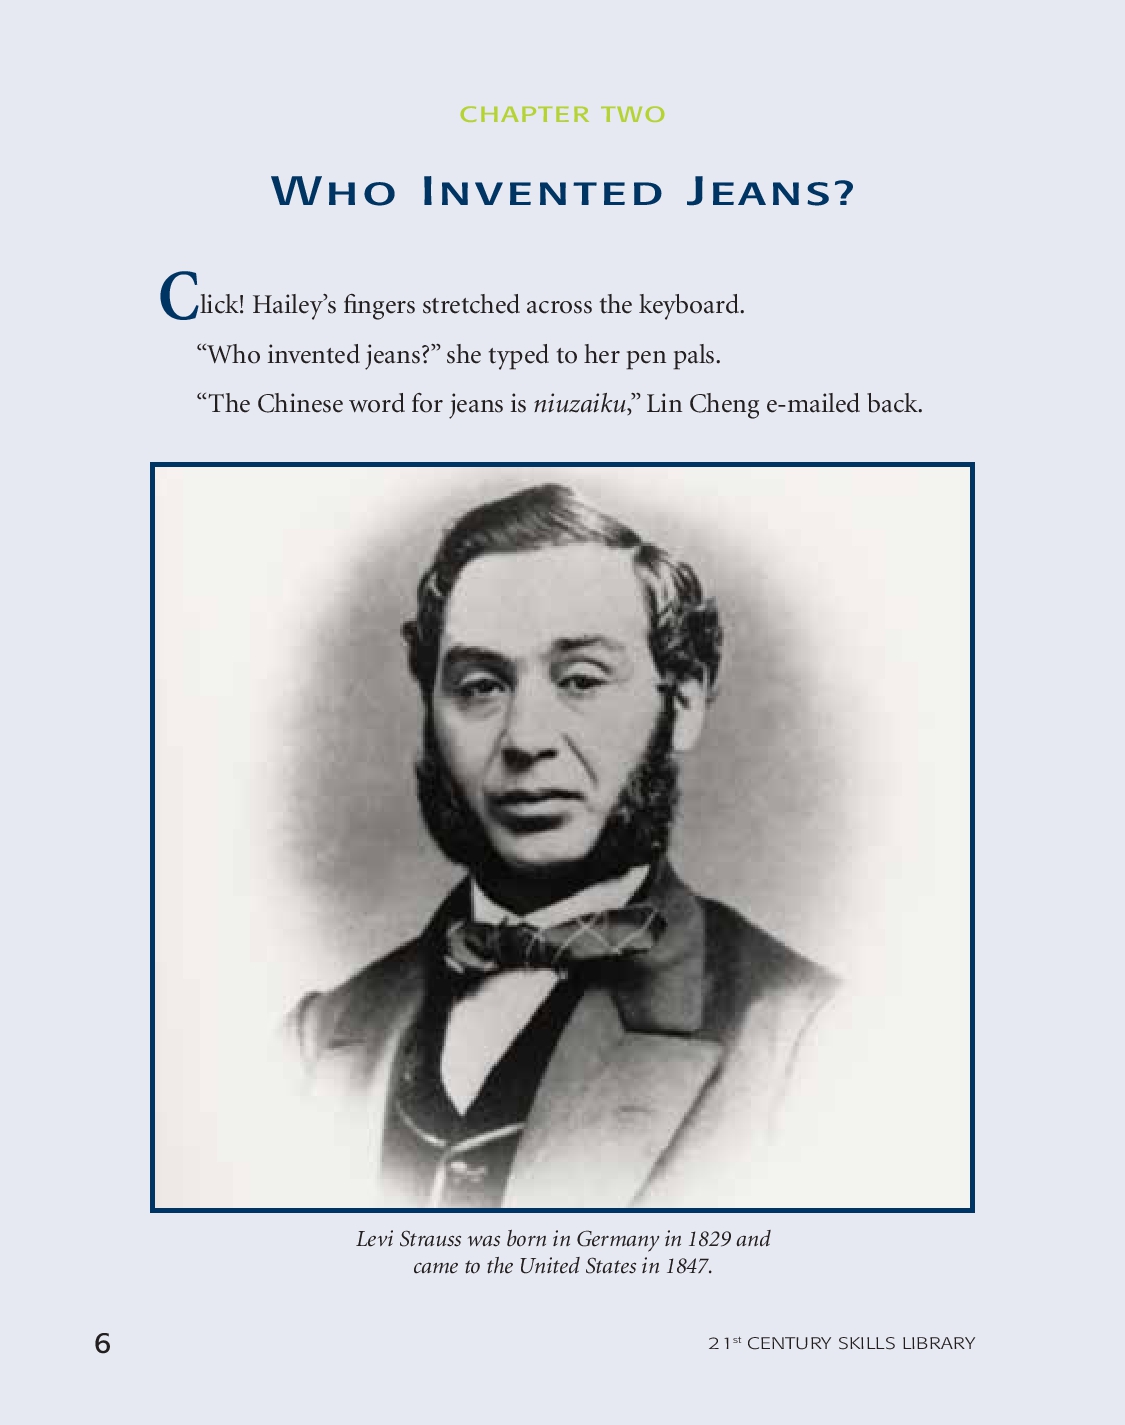 CHAPTER TWO
WHO INVENTED JEANS?
Click! Hailey’s fingers stretched across the keyboard.
“Who invented jeans?” she typed to her pen pals.
“The Chinese word for jeans is niuzaiku,” Lin Cheng e-mailed back.
Levi Strauss was born in Germany in 1829 and
came to the United States in 1847.
6
21st CENTURY SKILLS LIBRARY